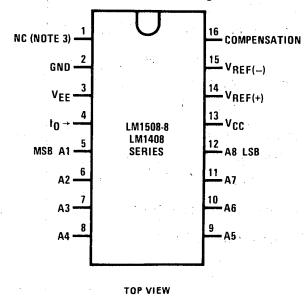 NC (NOTE 3) 1
16 COMPENSATION
GND 2
15 VREF(−)
VEE 3
14 VREF(+)
IO → 4
13 VCC
LM1508-8
LM1408
SERIES
MSB A1 5
12 A8 LSB
A2 6
11 A7
A3 7
10 A6
A4 8
9 A5
TOP VIEW